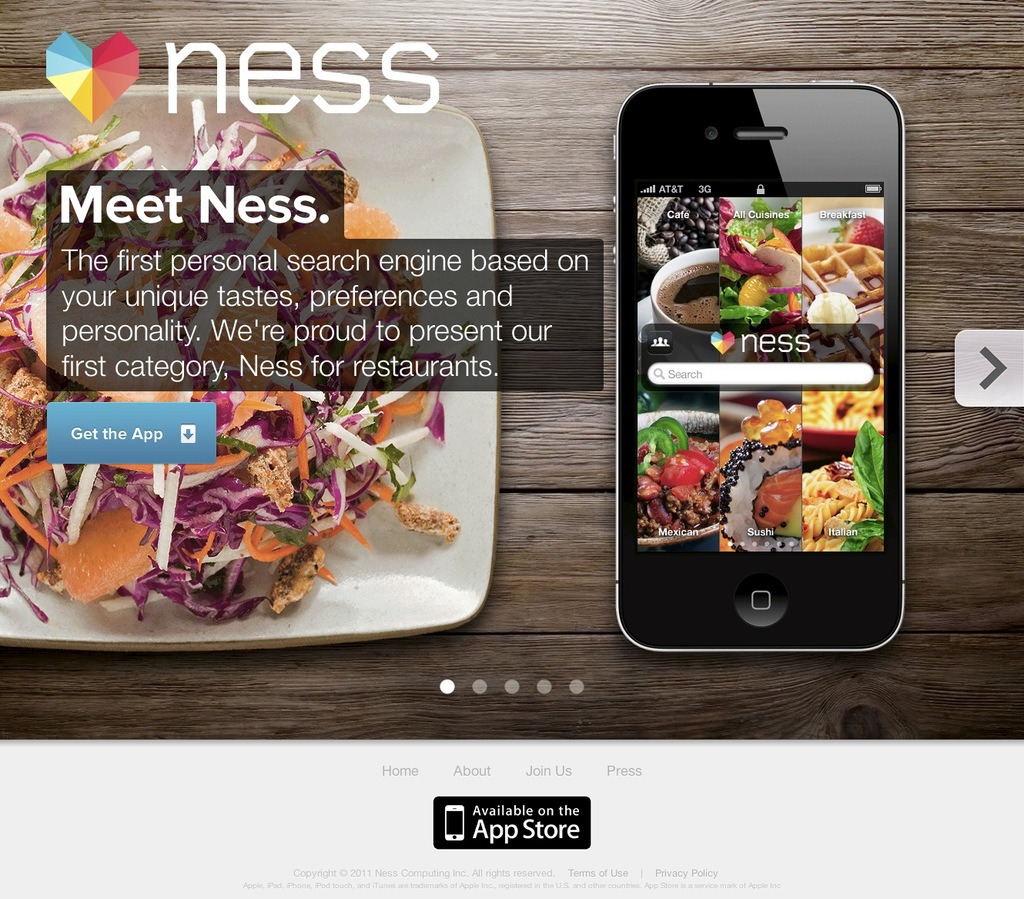 ness
Meet Ness.
The first personal search engine based on
your unique tastes, preferences and
personality. We're proud to present our
first category, Ness for restaurants.
Get the App
AT&T 3G
Café All Cuisines Breakfast
ness
Search
Mexican Sushi Italian
Home About Join Us Press
Available on the
App Store
Copyright © 2011 Ness Computing Inc. All rights reserved. Terms of Use | Privacy Policy
Apple, iPad, iPhone, iPod touch, and iTunes are trademarks of Apple Inc., registered in the U.S. and other countries. App Store is a service mark of Apple Inc